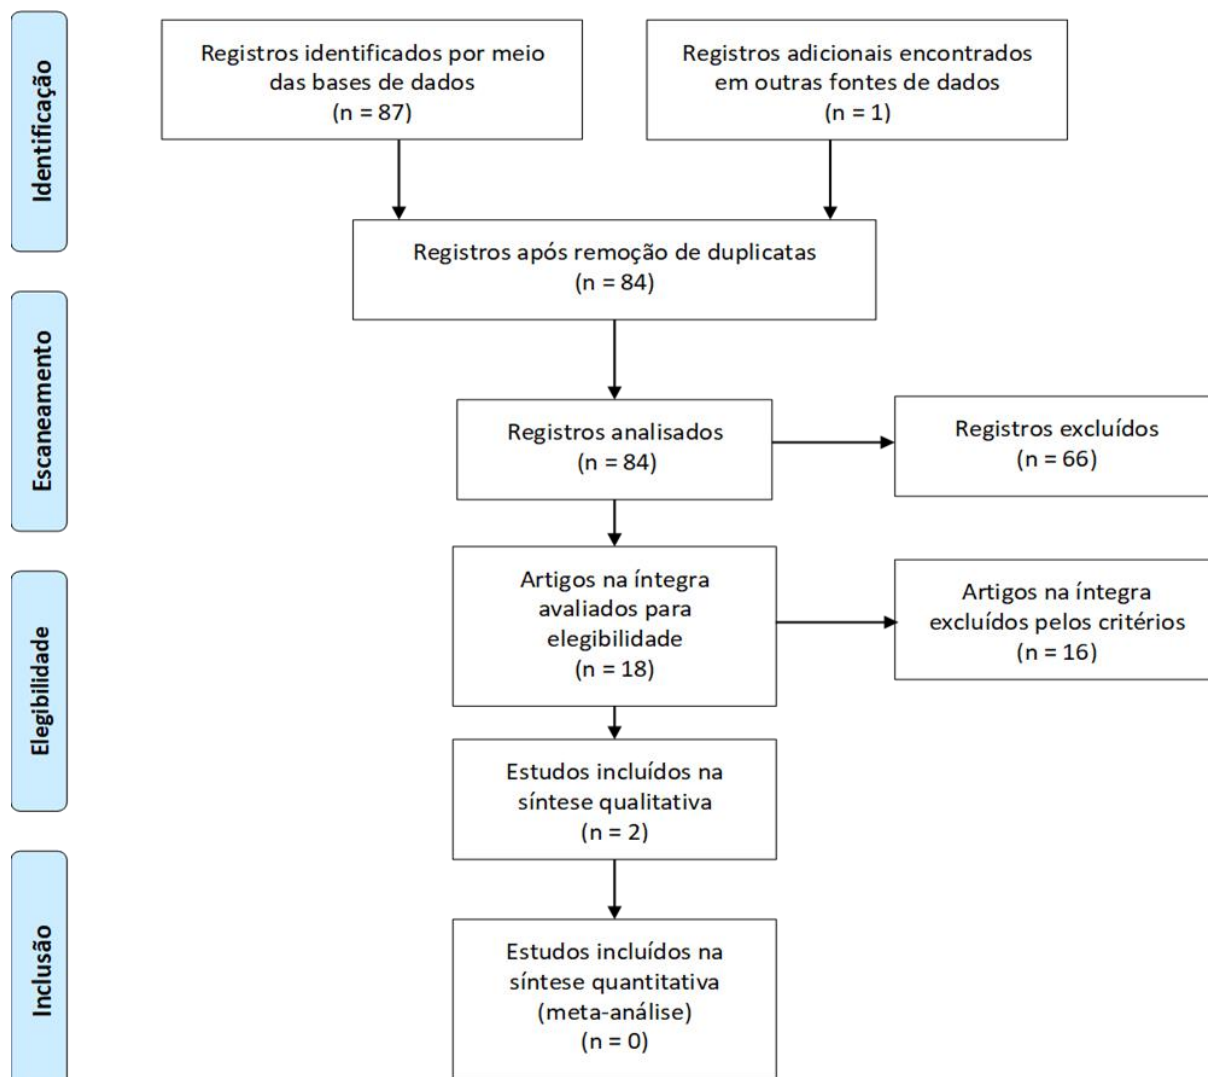 Identificação
Registros identificados por meio
das bases de dados
(n = 87)
Registros adicionais encontrados
em outras fontes de dados
(n = 1)
Registros após remoção de duplicatas
(n = 84)
Escaneamento
Registros analisados
(n = 84)
Registros excluídos
(n = 66)
Elegibilidade
Artigos na íntegra
avaliados para
elegibilidade
(n = 18)
Artigos na íntegra
excluídos pelos critérios
(n = 16)
Estudos incluídos na
síntese qualitativa
(n = 2)
Inclusão
Estudos incluídos na
síntese quantitativa
(meta-análise)
(n = 0)